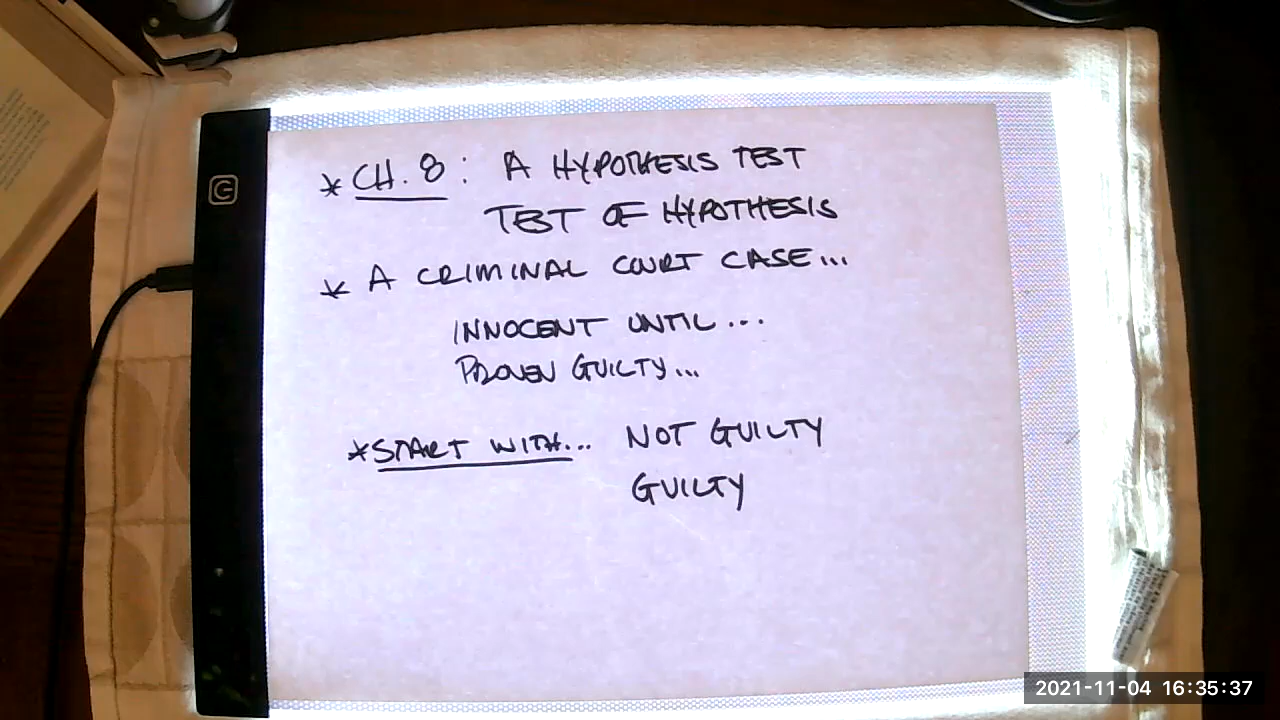 * CH. 8 : A HYPOTHESIS TEST
TEST OF HYPOTHESIS
* A CRIMINAL COURT CASE...
INNOCENT UNTIL...
PROVEN GUILTY...
* START WITH... NOT GUILTY
GUILTY
2021-11-04 16:35:37